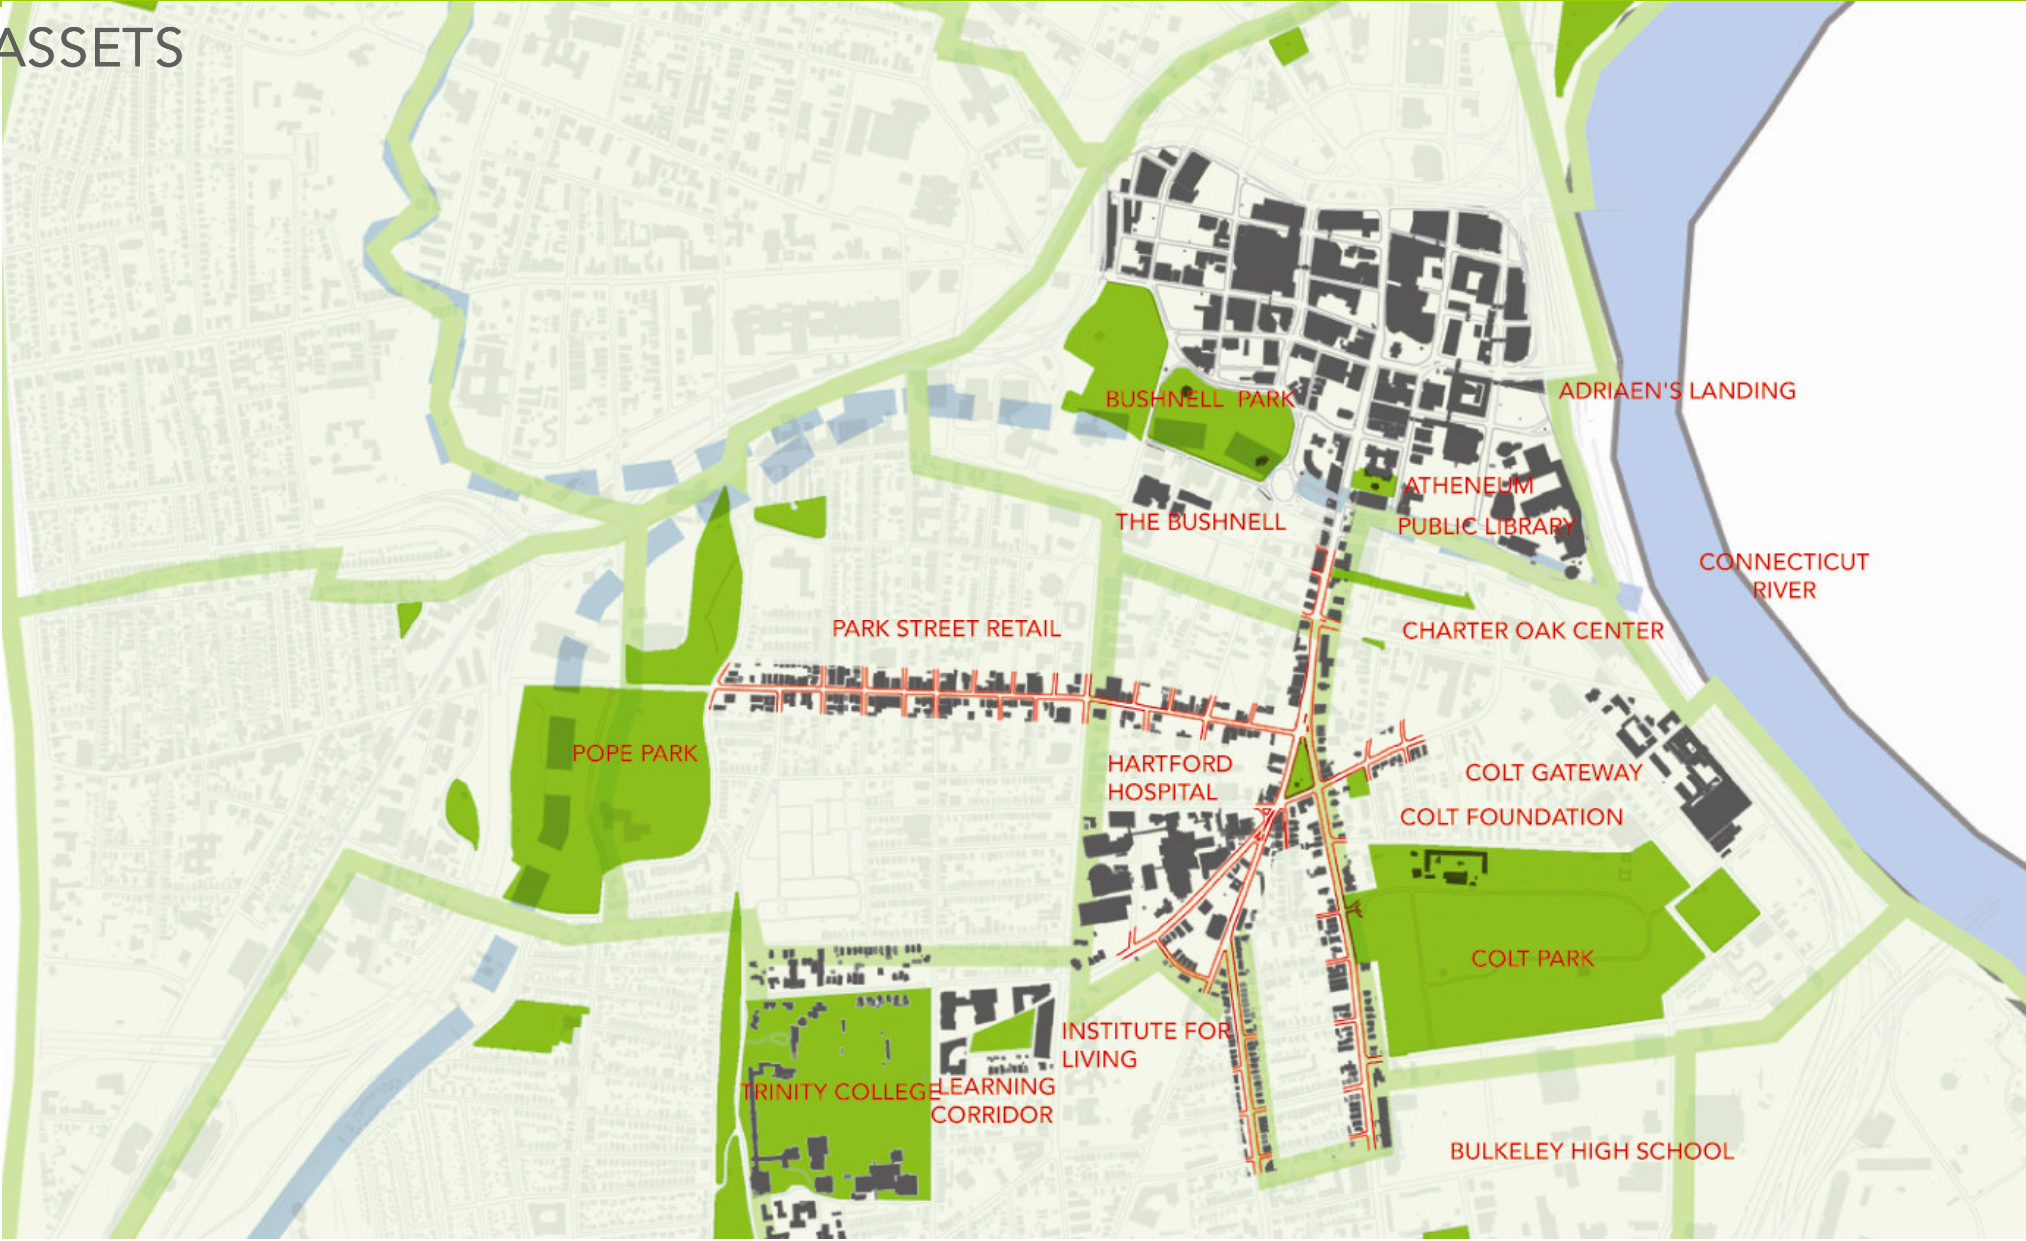 ASSETS
ADRIAEN'S LANDING
BUSHNELL PARK
ATHENEUM
THE BUSHNELL
PUBLIC LIBRARY
CONNECTICUT
RIVER
PARK STREET RETAIL
CHARTER OAK CENTER
POPE PARK
HARTFORD
HOSPITAL
COLT GATEWAY
COLT FOUNDATION
COLT PARK
INSTITUTE FOR
LIVING
TRINITY COLLEGE
LEARNING
CORRIDOR
BULKELEY HIGH SCHOOL